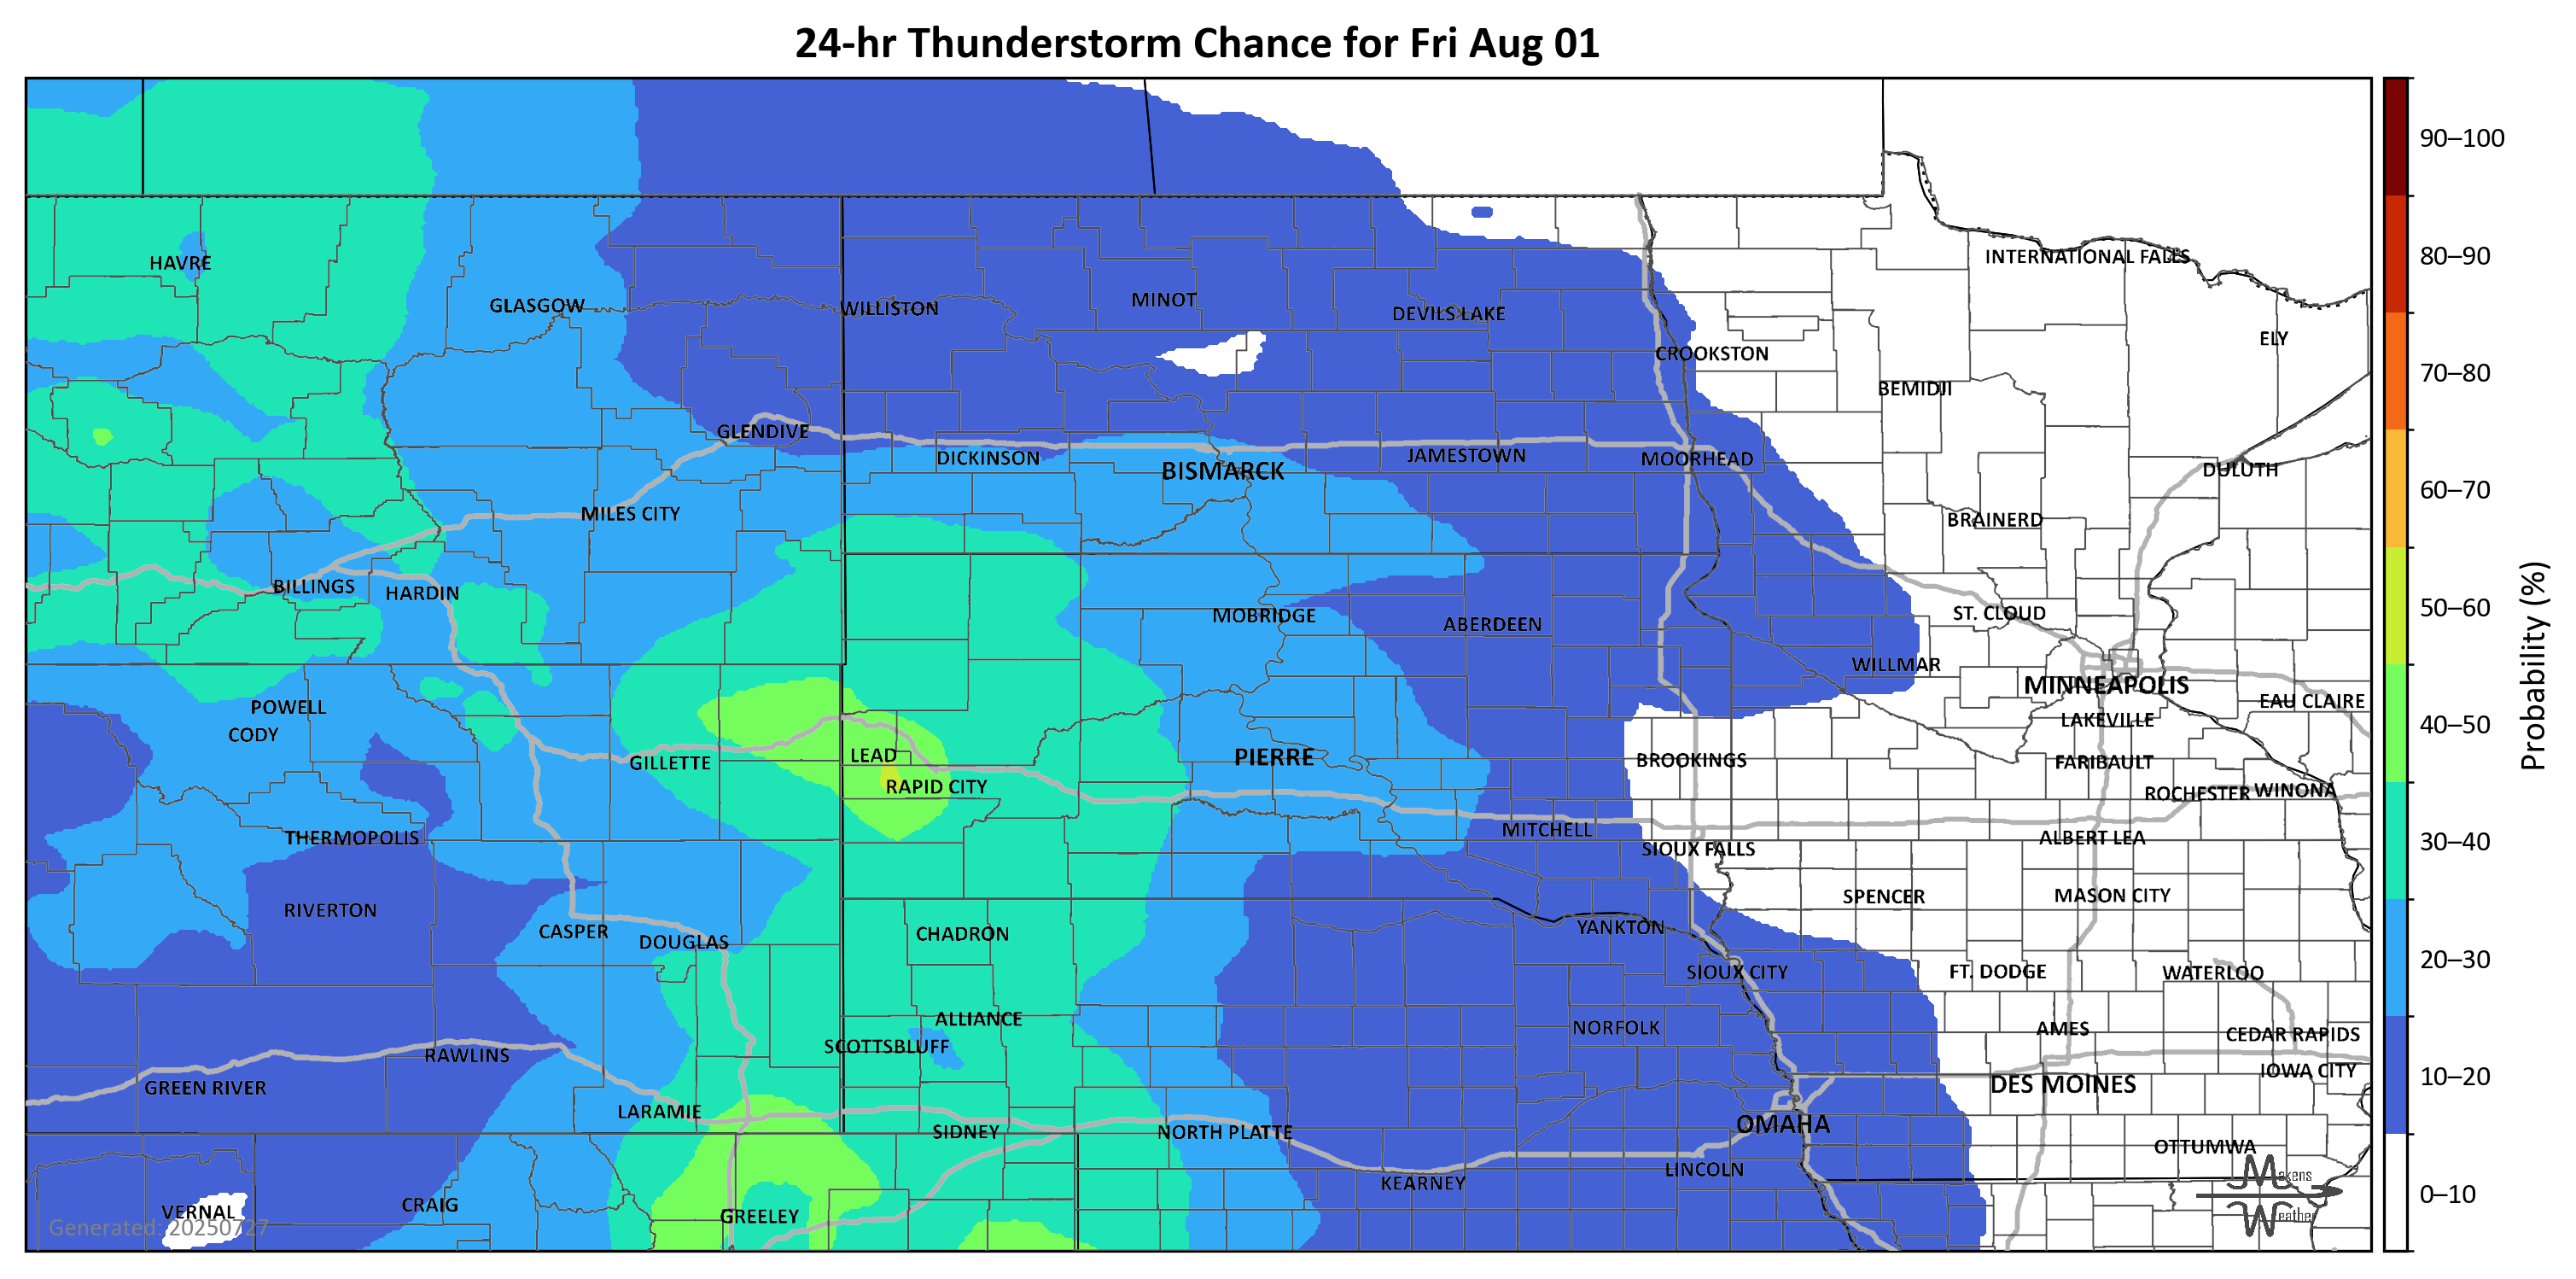 24-hr Thunderstorm Chance for Fri Aug 01
90–100
80–90
70–80
60–70
50–60
40–50
30–40
20–30
10–20
0–10
Probability (%)
INTERNATIONAL FALLS
HAVRE
GLASGOW
WILLISTON
MINOT
DEVILS LAKE
ELY
CROOKSTON
BEMIDJI
GLENDIVE
DICKINSON
BISMARCK
JAMESTOWN
MOORHEAD
DULUTH
MILES CITY
BRAINERD
BILLINGS
HARDIN
MOBRIDGE
ABERDEEN
ST. CLOUD
WILLMAR
MINNEAPOLIS
EAU CLAIRE
POWELL
LAKEVILLE
CODY
LEAD
PIERRE
BROOKINGS
FARIBAULT
GILLETTE
RAPID CITY
ROCHESTER
WINONA
THERMOPOLIS
MITCHELL
ALBERT LEA
SIOUX FALLS
SPENCER
MASON CITY
RIVERTON
CASPER
DOUGLAS
CHADRON
YANKTON
SIOUX CITY
FT. DODGE
WATERLOO
ALLIANCE
NORFOLK
AMES
CEDAR RAPIDS
SCOTTSBLUFF
RAWLINS
IOWA CITY
GREEN RIVER
DES MOINES
LARAMIE
SIDNEY
NORTH PLATTE
OMAHA
OTTUMWA
LINCOLN
KEARNEY
CRAIG
VERNAL
GREELEY
Generated: 20250727
Makens
Weather